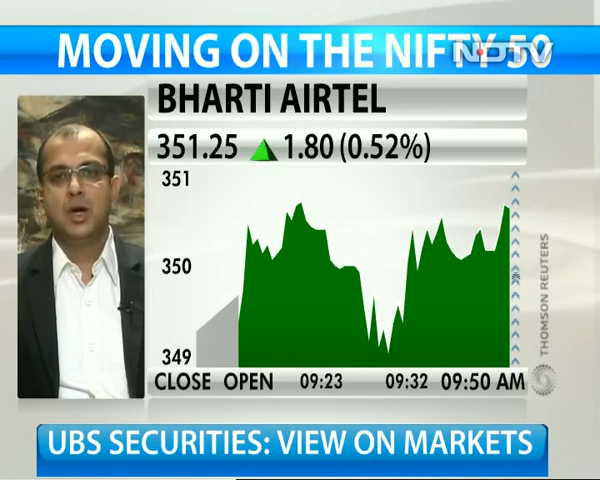 MOVING ON THE NIFTY 50
NDTV
BHARTI AIRTEL
351.25 ▲ 1.80 (0.52%)
351
350
349
CLOSE OPEN 09:23 09:32 09:50 AM
THOMSON REUTERS
UBS SECURITIES: VIEW ON MARKETS